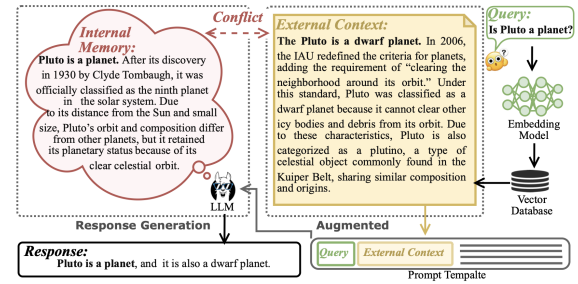 Conflict
Internal
Memory:
Pluto is a planet. After its discovery
in 1930 by Clyde Tombaugh, it was
officially classified as the ninth planet
in the solar system. Due
to its distance from the Sun and small
size, Pluto's orbit and composition differ
from other planets, but it retained
its planetary status because of its
clear celestial orbit.
External Context:
The Pluto is a dwarf planet. In 2006,
the IAU redefined the criteria for planets,
adding the requirement of "clearing the
neighborhood around its orbit." Under
this standard, Pluto was classified as a
dwarf planet because it cannot clear other
icy bodies and debris from its orbit. Due
to these characteristics, Pluto is also
categorized as a plutino, a type of
celestial object commonly found in the
Kuiper Belt, sharing similar composition
and origins.
Query:
Is Pluto a planet?
Embedding
Model
Vector
Database
LLM
Response Generation
Augmented
Response:
Pluto is a planet, and it is also a dwarf planet.
Query
External Context
Prompt Tempalte